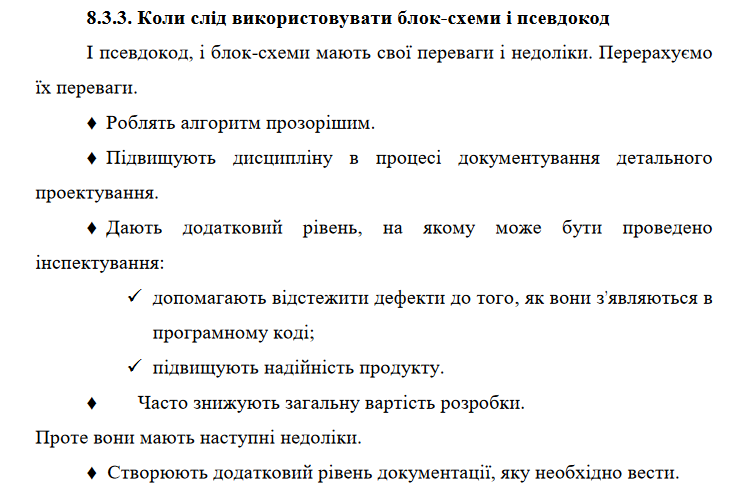 8.3.3. Коли слід використовувати блок-схеми і псевдокод
І псевдокод, і блок-схеми мають свої переваги і недоліки. Перерахуємо
їх переваги.
♦ Роблять алгоритм прозорішим.
♦ Підвищують дисципліну в процесі документування детального
проектування.
♦ Дають додатковий рівень, на якому може бути проведено
інспектування:
✓ допомагають відстежити дефекти до того, як вони з'являються в
програмному коді;
✓ підвищують надійність продукту.
♦ Часто знижують загальну вартість розробки.
Проте вони мають наступні недоліки.
♦ Створюють додатковий рівень документації, яку необхідно вести.